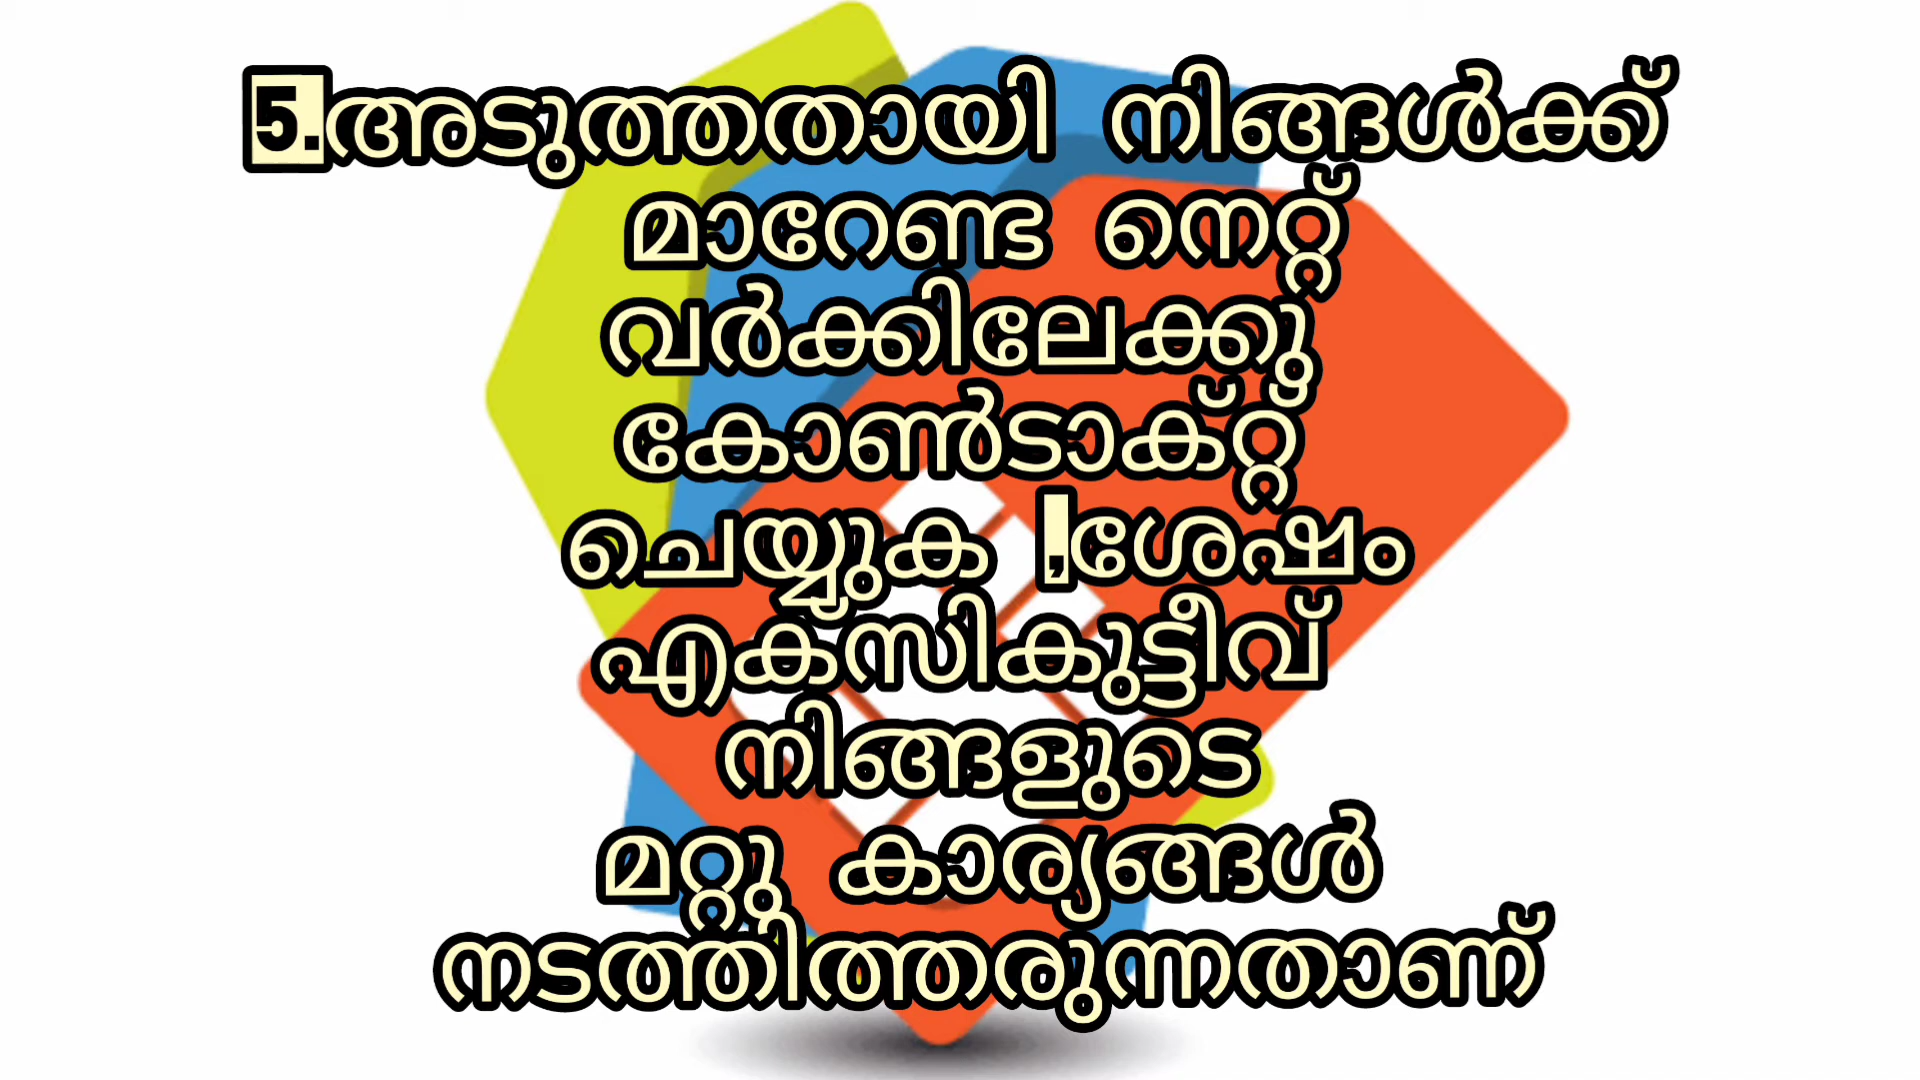 5.അടുത്തതായി നിങ്ങൾക്ക്
മാറേണ്ട നെറ്റ്
വർക്കിലേക്കു
കോൺടാക്റ്റ്
ചെയ്യുക ,ശേഷം
എക്സികുട്ടീവ്
നിങ്ങളുടെ
മറ്റു കാര്യങ്ങൾ
നടത്തിത്തരുന്നതാണ്